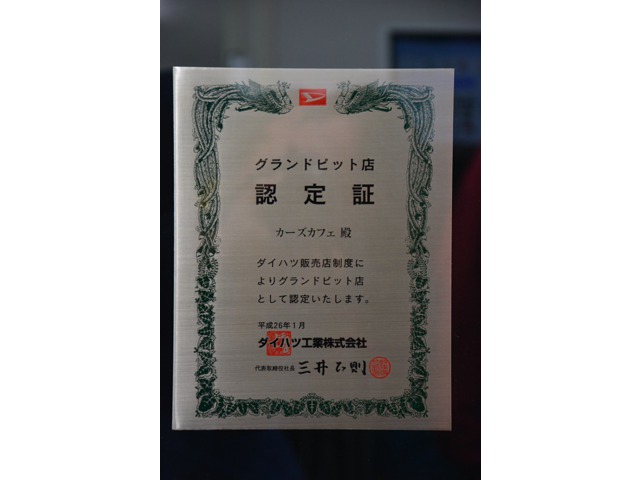 グランドピット店
認定証
カーズカフェ 殿
ダイハツ販売店制度に
よりグランドピット店
として認定いたします。
平成26年1月
ダイハツ工業株式会社
代表取締役社長 三井正則